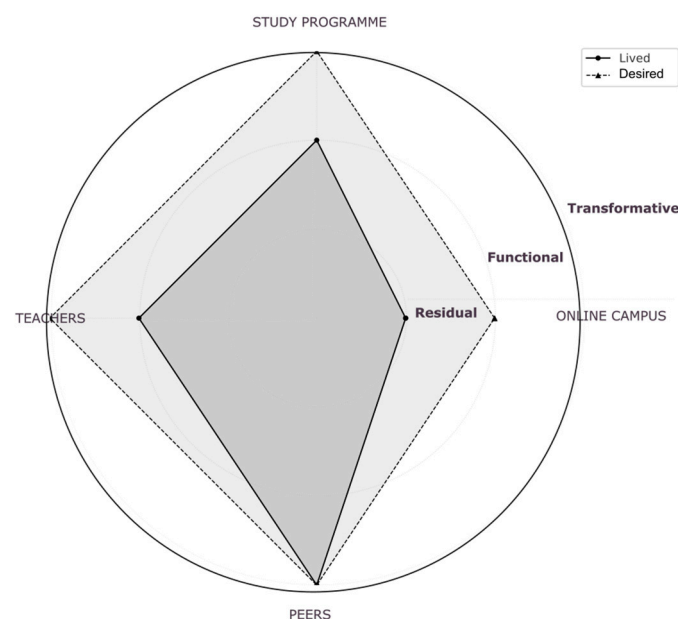 STUDY PROGRAMME
Lived
Desired
Transformative
Functional
Residual
TEACHERS
ONLINE CAMPUS
PEERS